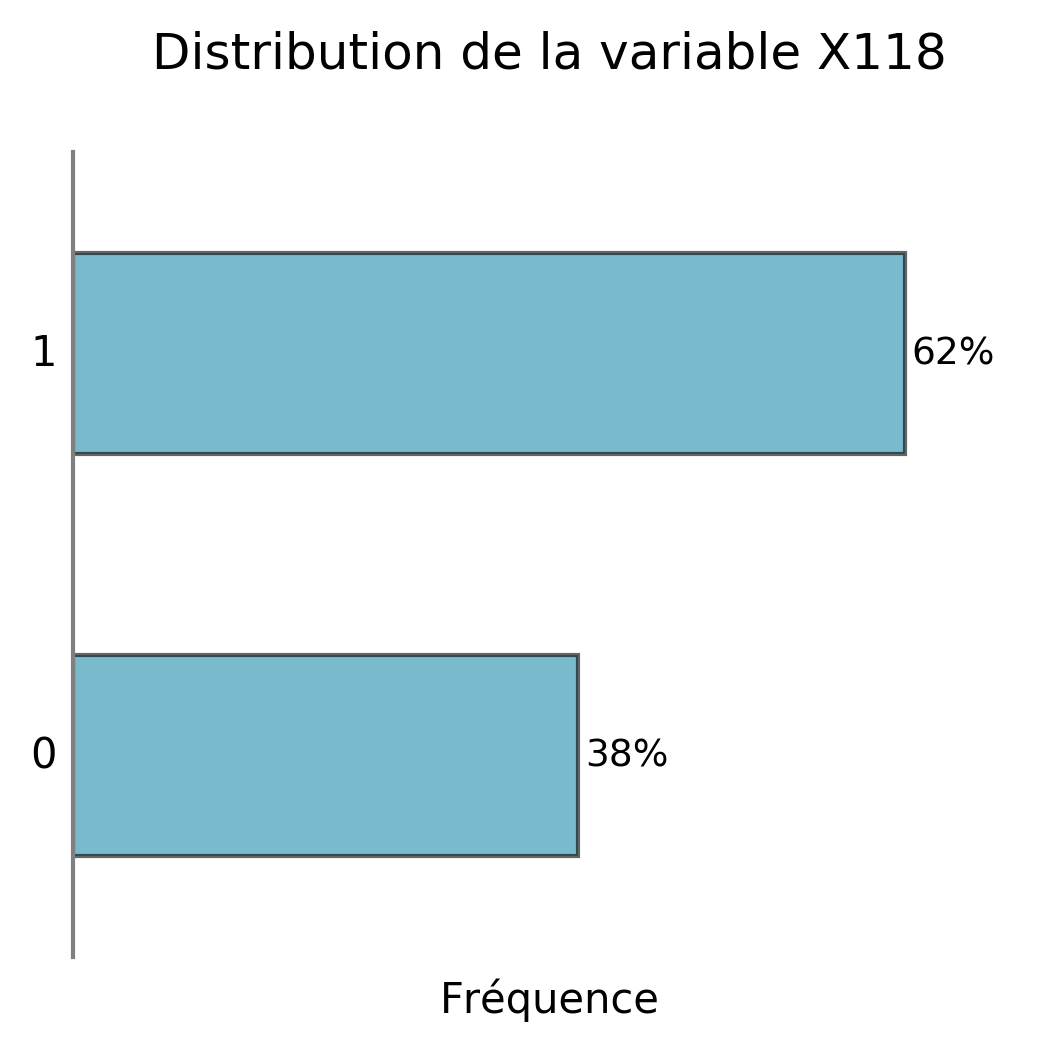 Distribution de la variable X118
1
62%
0
38%
Fréquence